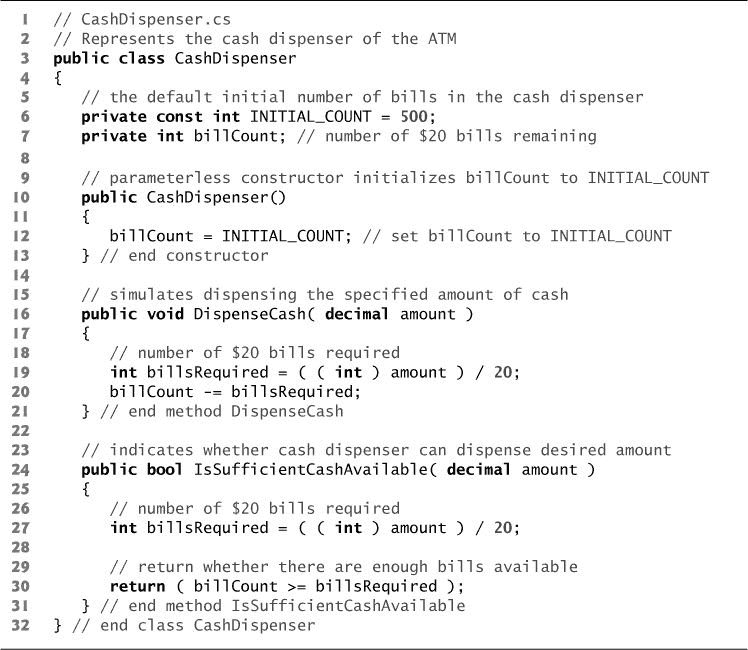 1 // CashDispenser.cs
2 // Represents the cash dispenser of the ATM
3 public class CashDispenser
4 {
5    // the default initial number of bills in the cash dispenser
6    private const int INITIAL_COUNT = 500;
7    private int billCount; // number of $20 bills remaining
8
9    // parameterless constructor initializes billCount to INITIAL_COUNT
10    public CashDispenser()
11    {
12       billCount = INITIAL_COUNT; // set billCount to INITIAL_COUNT
13    } // end constructor
14
15    // simulates dispensing the specified amount of cash
16    public void DispenseCash( decimal amount )
17    {
18       // number of $20 bills required
19       int billsRequired = ( ( int ) amount ) / 20;
20       billCount -= billsRequired;
21    } // end method DispenseCash
22
23    // indicates whether cash dispenser can dispense desired amount
24    public bool IsSufficientCashAvailable( decimal amount )
25    {
26       // number of $20 bills required
27       int billsRequired = ( ( int ) amount ) / 20;
28
29       // return whether there are enough bills available
30       return ( billCount >= billsRequired );
31    } // end method IsSufficientCashAvailable
32 } // end class CashDispenser